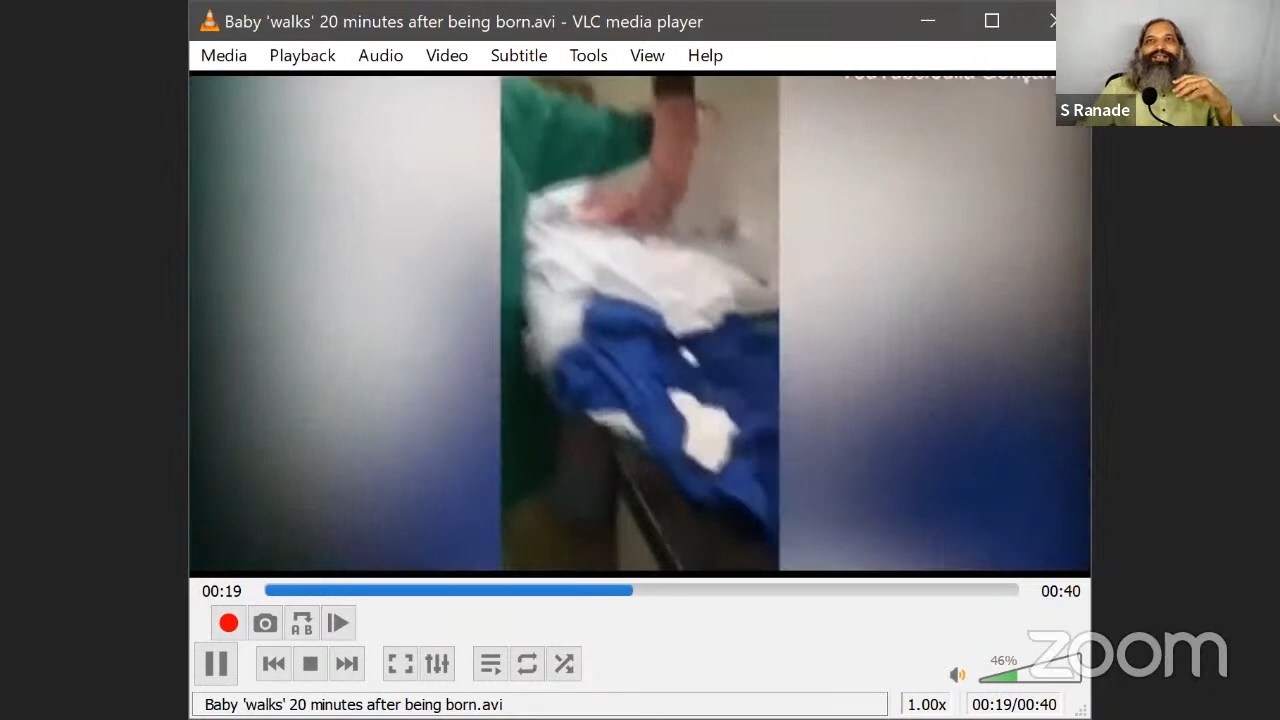 Baby 'walks' 20 minutes after being born.avi - VLC media player
Media Playback Audio Video Subtitle Tools View Help
S Ranade
00:19
00:40
A B
46%
zoom
Baby 'walks' 20 minutes after being born.avi
1.00x
00:19/00:40